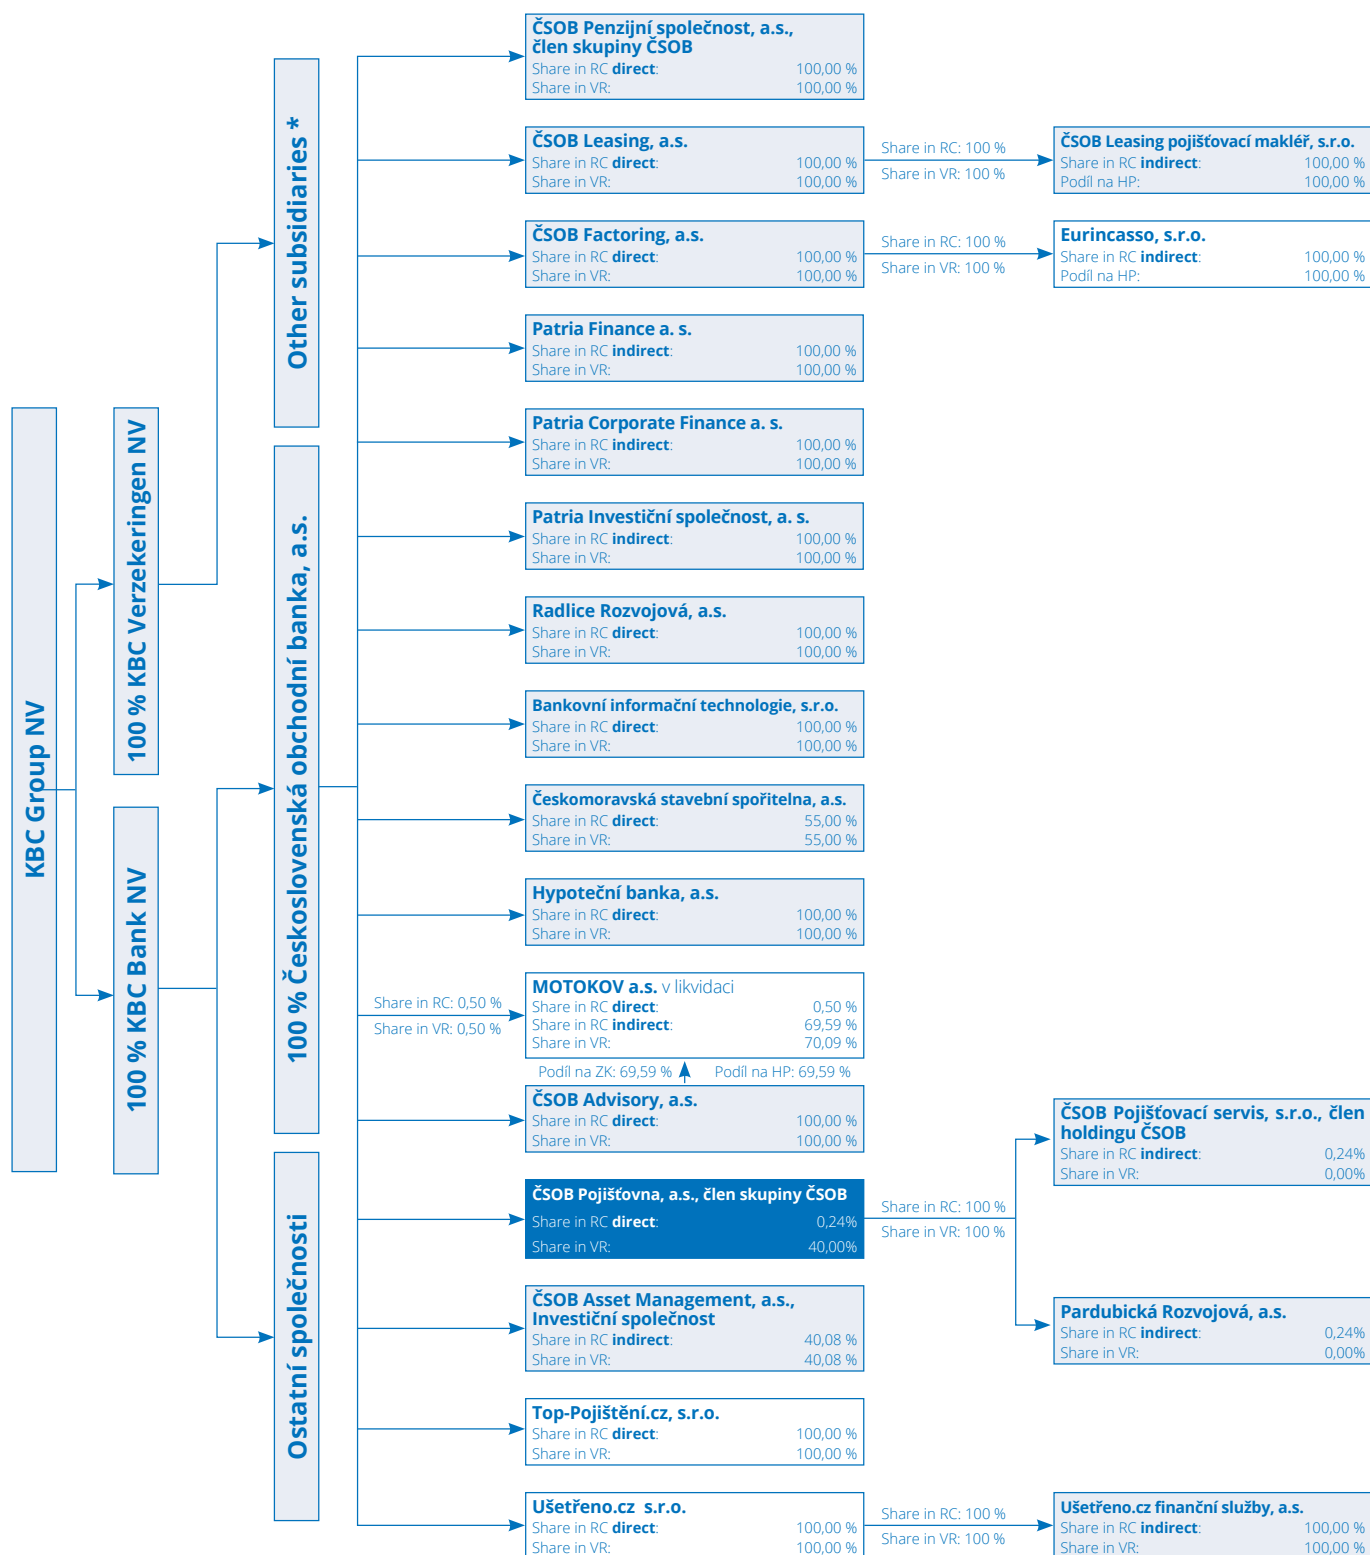 KBC Group NV
100 % KBC Verzekeringen NV
100 % KBC Bank NV
Other subsidiaries *
100 % Československá obchodní banka, a.s.
Ostatní společnosti
ČSOB Penzijní společnost, a.s.,
člen skupiny ČSOB
Share in RC direct: 100,00 %
Share in VR: 100,00 %
ČSOB Leasing, a.s.
Share in RC direct: 100,00 %
Share in VR: 100,00 %
Share in RC: 100 %
Share in VR: 100 %
ČSOB Leasing pojišťovací makléř, s.r.o.
Share in RC indirect: 100,00 %
Podíl na HP: 100,00 %
ČSOB Factoring, a.s.
Share in RC direct: 100,00 %
Share in VR: 100,00 %
Share in RC: 100 %
Share in VR: 100 %
Eurincasso, s.r.o.
Share in RC indirect: 100,00 %
Podíl na HP: 100,00 %
Patria Finance a. s.
Share in RC indirect: 100,00 %
Share in VR: 100,00 %
Patria Corporate Finance a. s.
Share in RC indirect: 100,00 %
Share in VR: 100,00 %
Patria Investiční společnost, a. s.
Share in RC indirect: 100,00 %
Share in VR: 100,00 %
Radlice Rozvojová, a.s.
Share in RC direct: 100,00 %
Share in VR: 100,00 %
Bankovní informační technologie, s.r.o.
Share in RC direct: 100,00 %
Share in VR: 100,00 %
Českomoravská stavební spořitelna, a.s.
Share in RC direct: 55,00 %
Share in VR: 55,00 %
Hypoteční banka, a.s.
Share in RC direct: 100,00 %
Share in VR: 100,00 %
Share in RC: 0,50 %
Share in VR: 0,50 %
MOTOKOV a.s. v likvidaci
Share in RC direct: 0,50 %
Share in RC indirect: 69,59 %
Share in VR: 70,09 %
Podíl na ZK: 69,59 % Podíl na HP: 69,59 %
ČSOB Advisory, a.s.
Share in RC direct: 100,00 %
Share in VR: 100,00 %
ČSOB Pojišťovna, a.s., člen skupiny ČSOB
Share in RC direct: 0,24%
Share in VR: 40,00%
Share in RC: 100 %
Share in VR: 100 %
ČSOB Pojišťovací servis, s.r.o., člen
holdingu ČSOB
Share in RC indirect: 0,24%
Share in VR: 0,00%
Pardubická Rozvojová, a.s.
Share in RC indirect: 0,24%
Share in VR: 0,00%
ČSOB Asset Management, a.s.,
Investiční společnost
Share in RC indirect: 40,08 %
Share in VR: 40,08 %
Top-Pojištění.cz, s.r.o.
Share in RC direct: 100,00 %
Share in VR: 100,00 %
Ušetřeno.cz s.r.o.
Share in RC direct: 100,00 %
Share in VR: 100,00 %
Share in RC: 100 %
Share in VR: 100 %
Ušetřeno.cz finanční služby, a.s.
Share in RC indirect: 100,00 %
Share in VR: 100,00 %